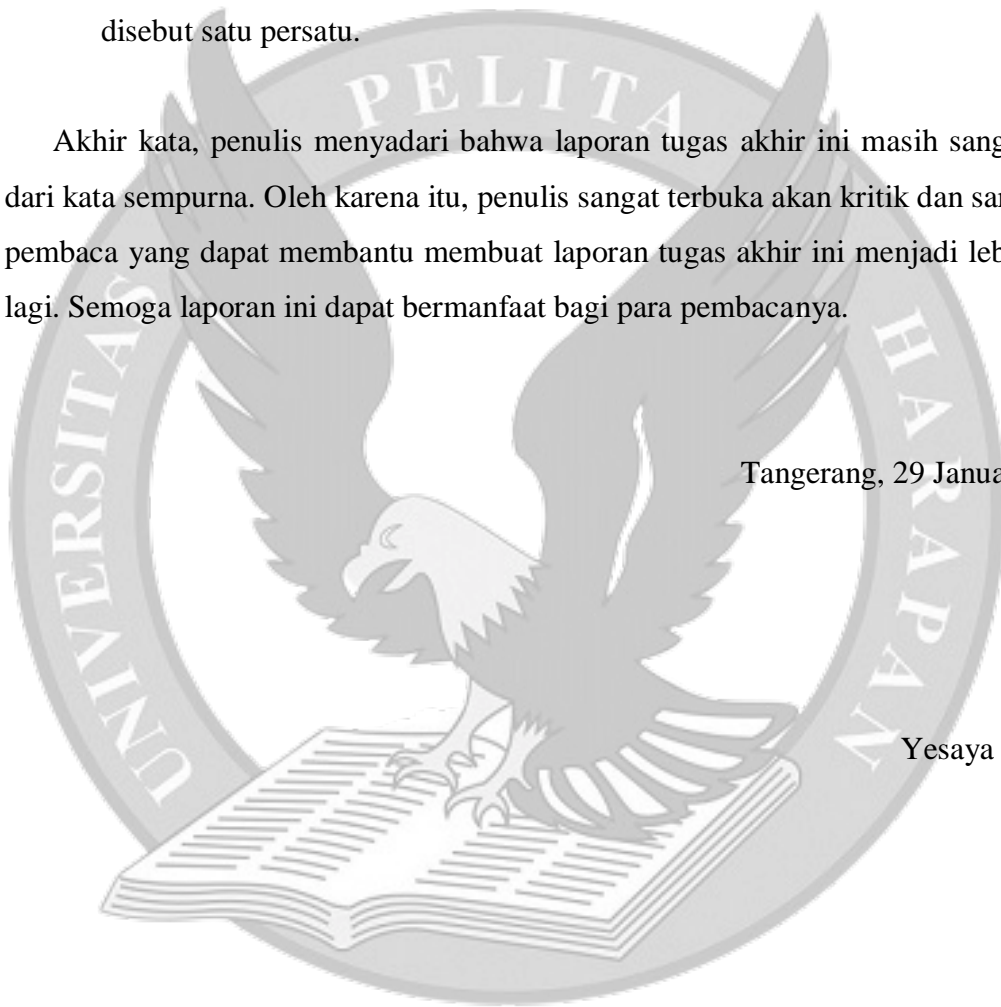 disebut satu persatu.
Akhir kata, penulis menyadari bahwa laporan tugas akhir ini masih sang
dari kata sempurna. Oleh karena itu, penulis sangat terbuka akan kritik dan sar
pembaca yang dapat membantu membuat laporan tugas akhir ini menjadi leb
lagi. Semoga laporan ini dapat bermanfaat bagi para pembacanya.
Tangerang, 29 Janua
Yesaya
UNIVERSITAS PELITA HARAPAN